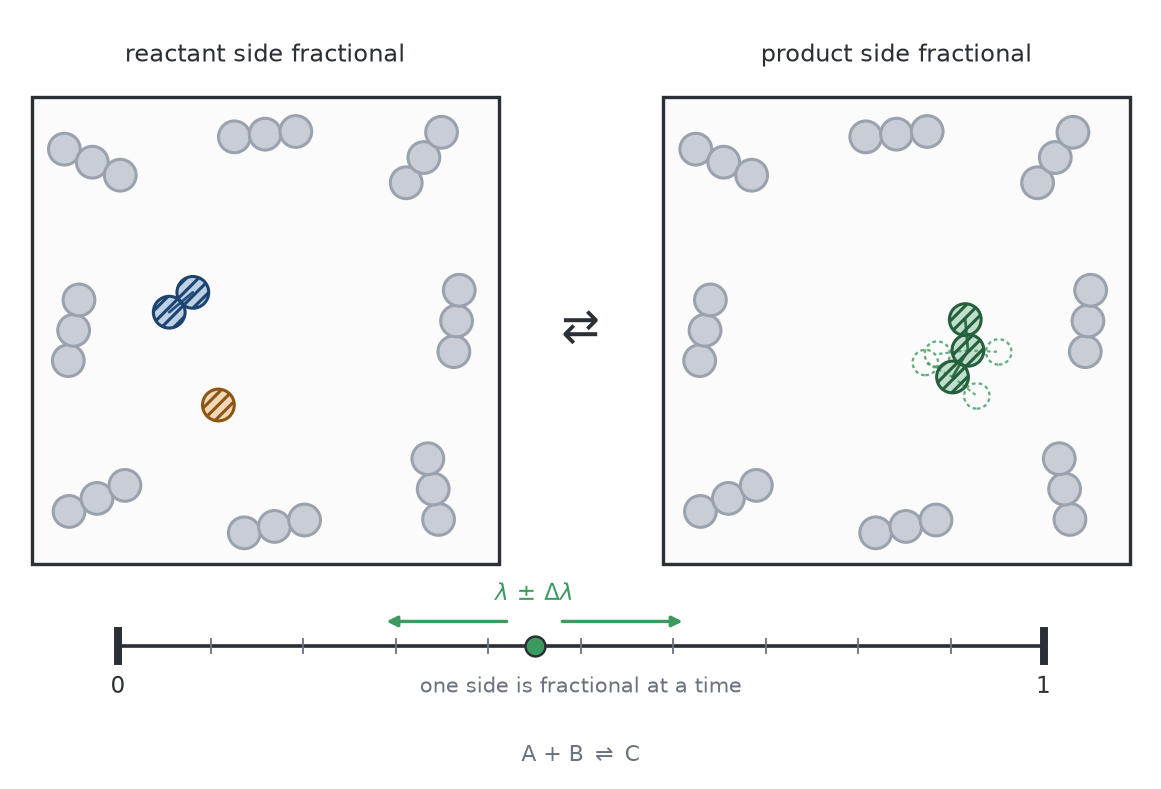 reactant side fractional
product side fractional
⇄
λ ± Δλ
0
one side is fractional at a time
1
A + B ⇌ C